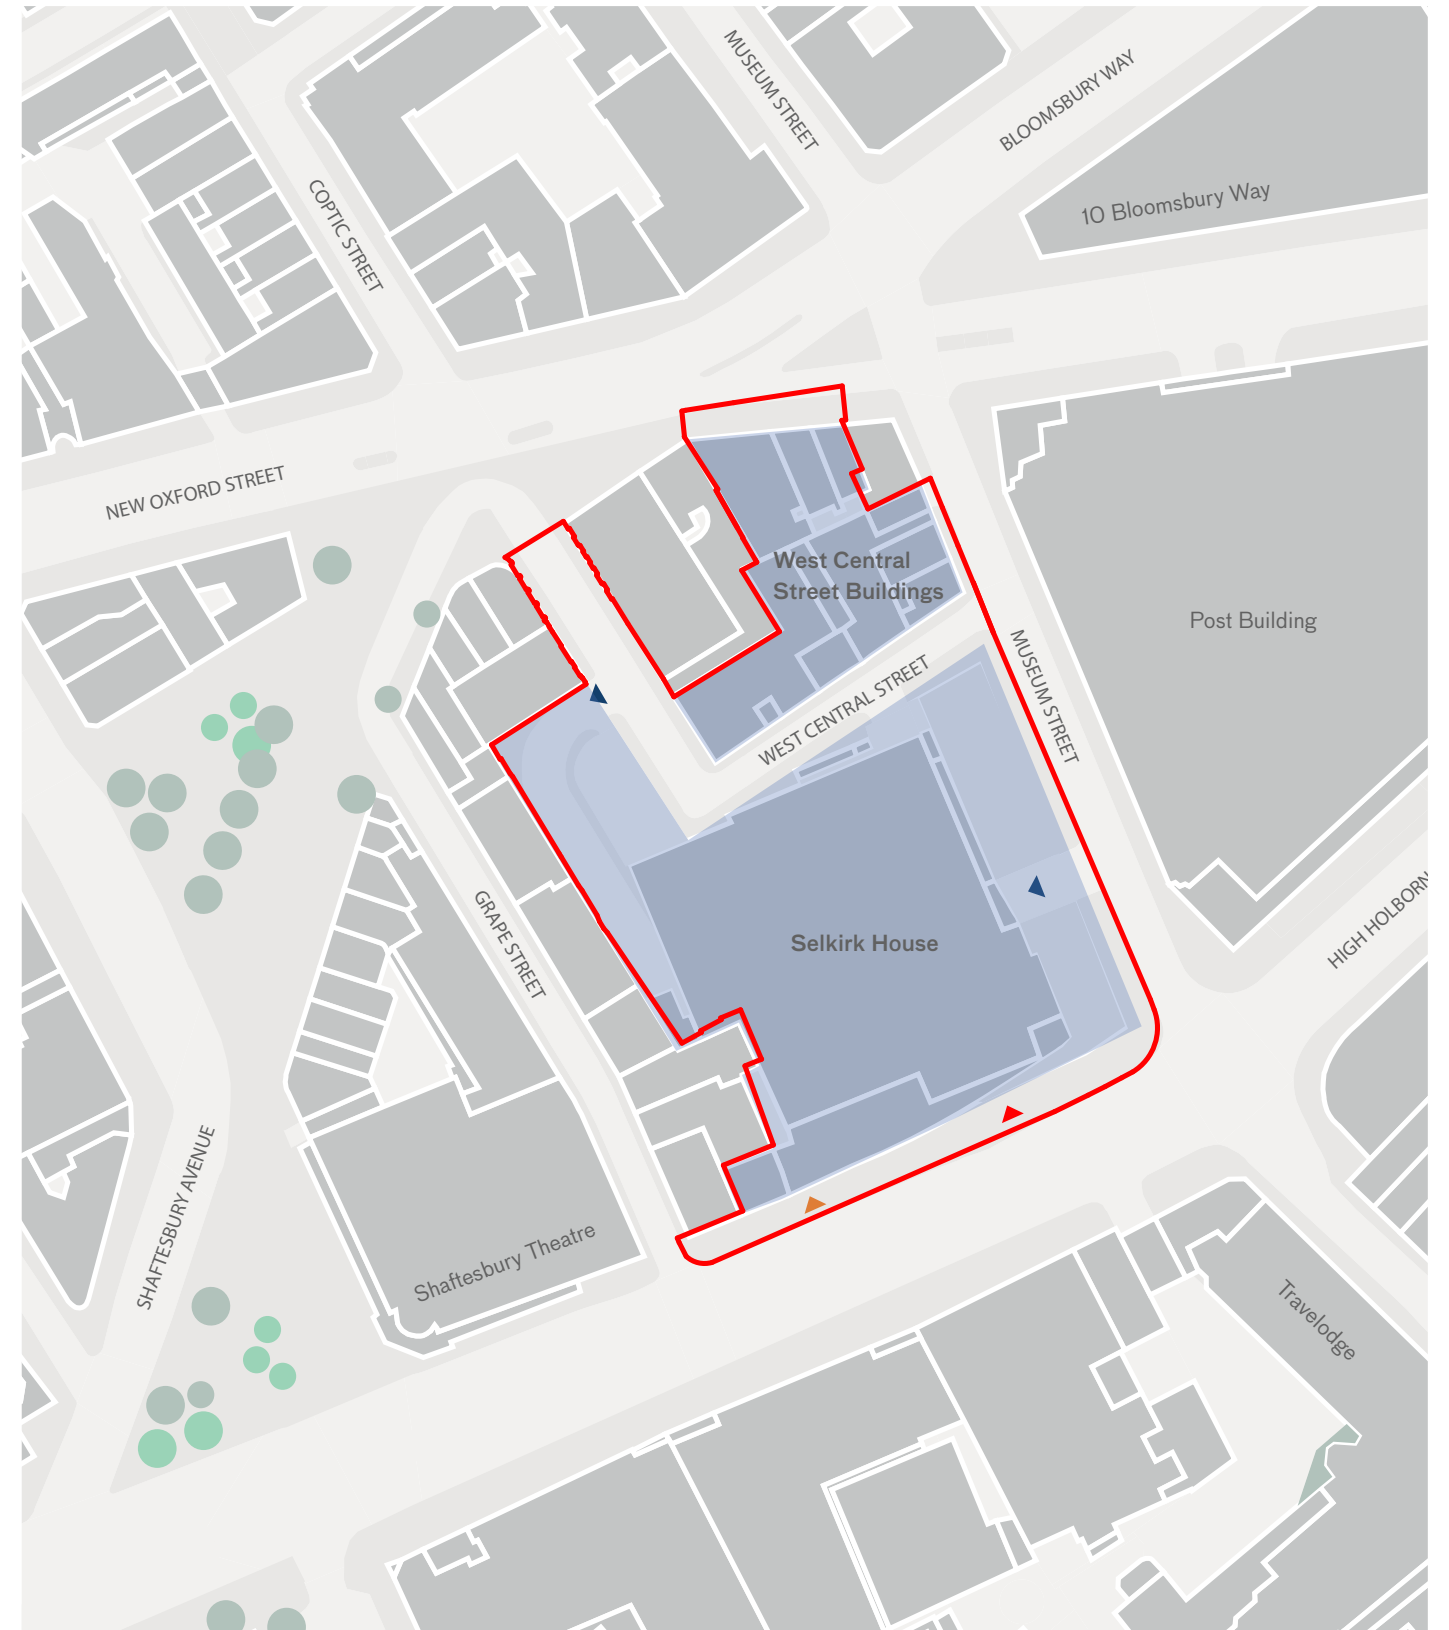 MUSEUM STREET
BLOOMSBURY WAY
COPTIC STREET
10 Bloomsbury Way
NEW OXFORD STREET
West Central
Street Buildings
Post Building
MUSEUM STREET
WEST CENTRAL STREET
HIGH HOLBORN
GRAPE STREET
Selkirk House
SHAFTESBURY AVENUE
Shaftesbury Theatre
Travelodge